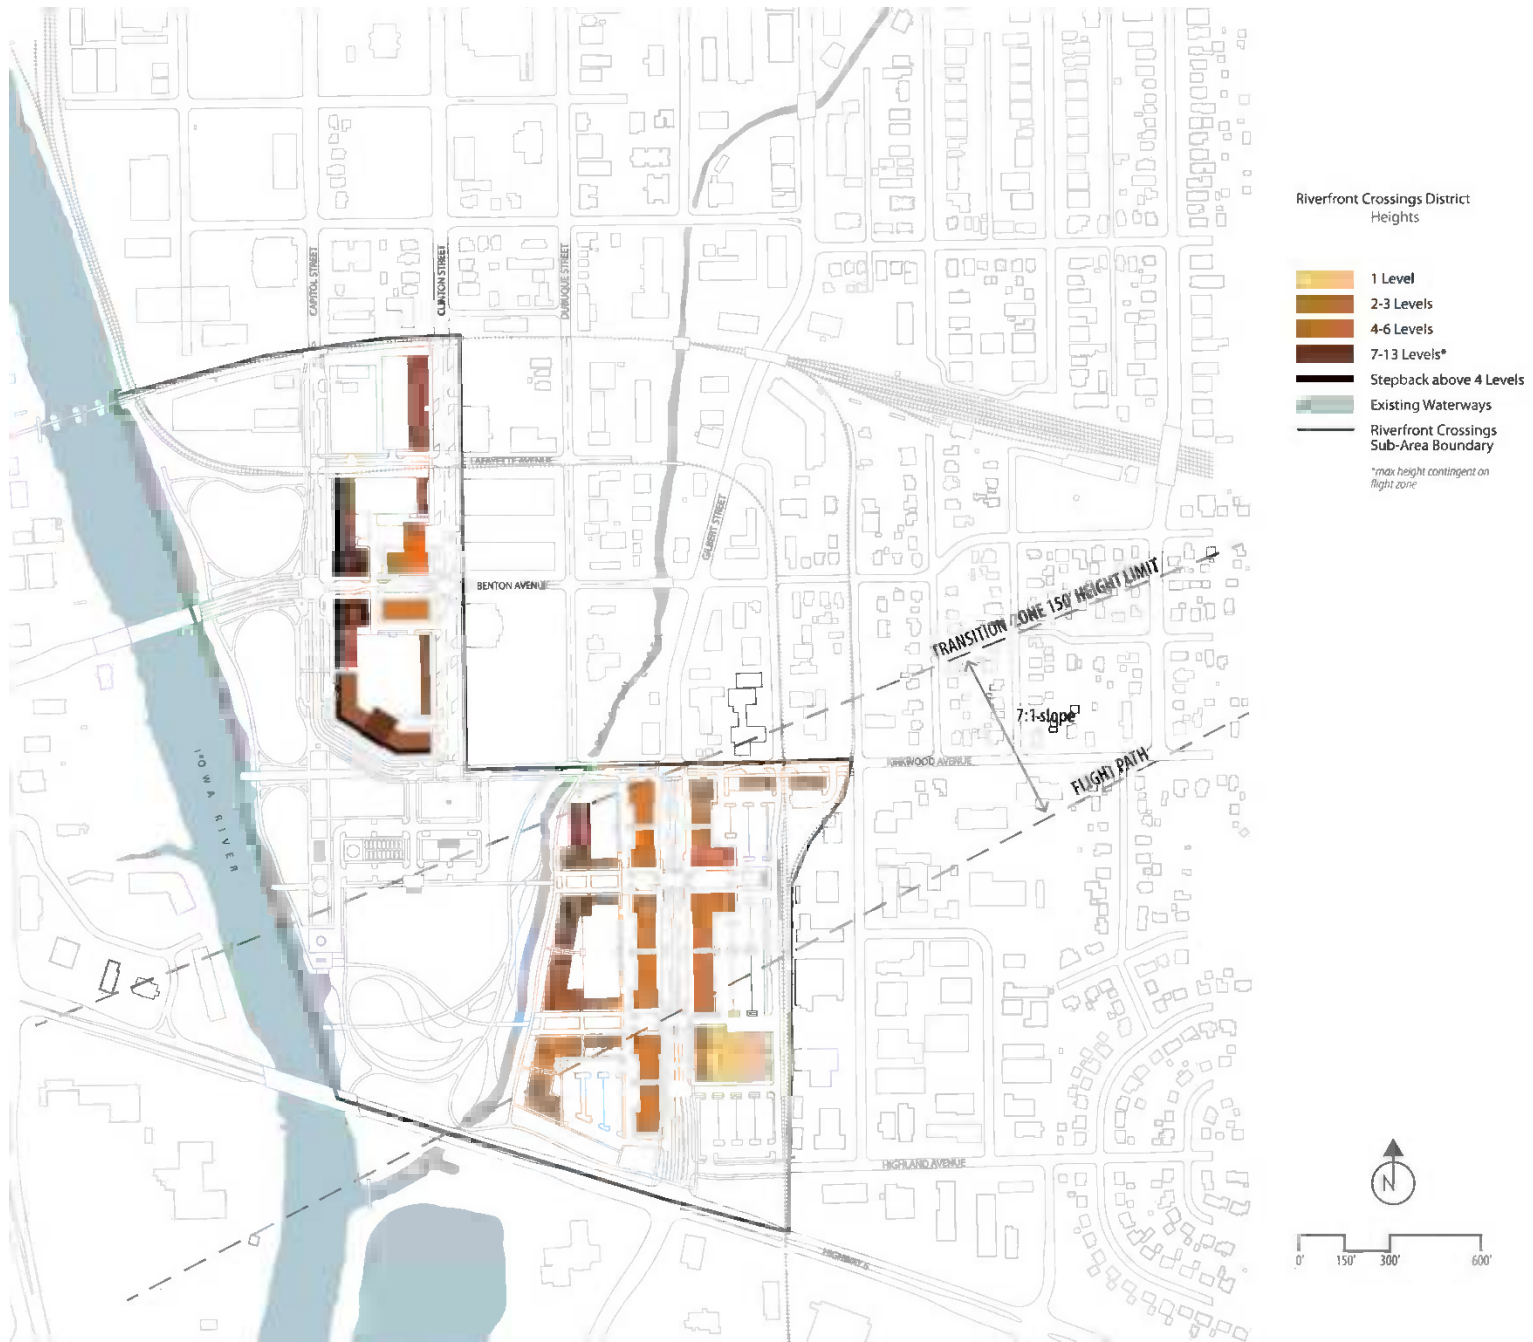 Riverfront Crossings District
Heights
1 Level
2-3 Levels
4-6 Levels
7-13 Levels*
Stepback above 4 Levels
Existing Waterways
Riverfront Crossings
Sub-Area Boundary
*max height contingent on
flight zone
CAPITOL STREET
CLINTON STREET
DUBUQUE STREET
LAFAYETTE AVENUE
GILBERT STREET
BENTON AVENUE
TRANSITION ZONE 150' HEIGHT LIMIT
7:1 slope
KIRKWOOD AVENUE
FLIGHT PATH
IOWA RIVER
HIGHLAND AVENUE
HIGHWAY 6
N
0' 150' 300' 600'